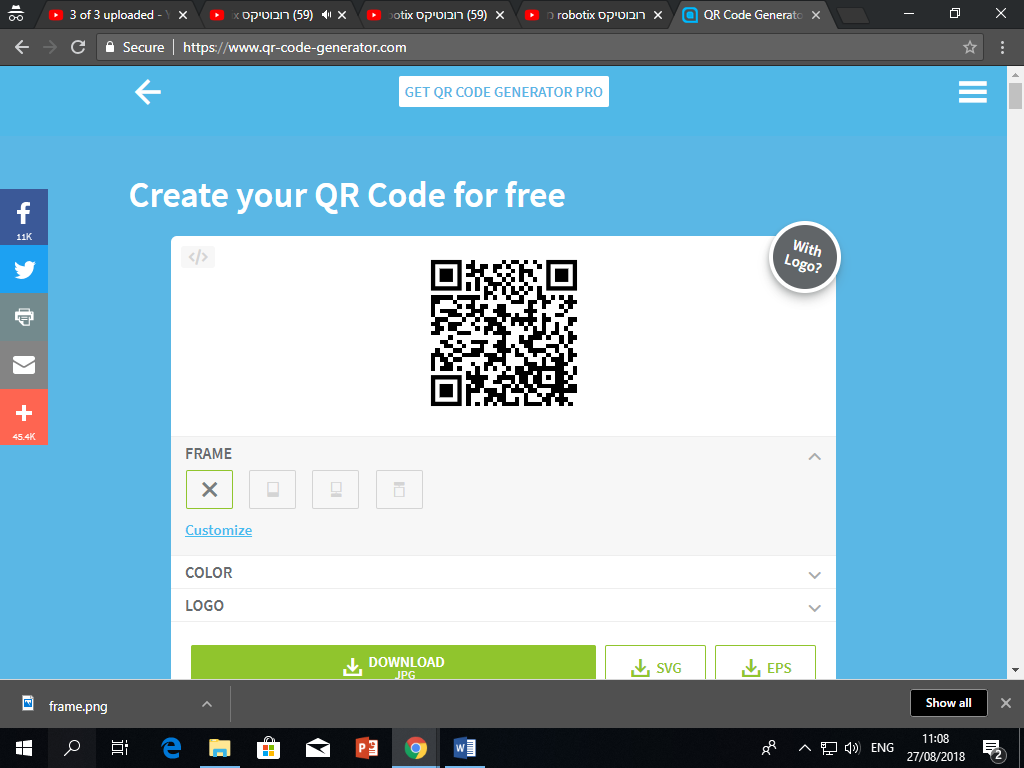 3 of 3 uploaded - Y
(59) רובוטיקס
(59) רובוטיקס otix
רובוטיקס robotix
QR Code Generato
Secure
https://www.qr-code-generator.com
GET QR CODE GENERATOR PRO
Create your QR Code for free
11K
45.4K
With
Logo?
</>
FRAME
Customize
COLOR
LOGO
DOWNLOAD
JPG
SVG
EPS
frame.png
Show all
ENG
11:08
27/08/2018
2